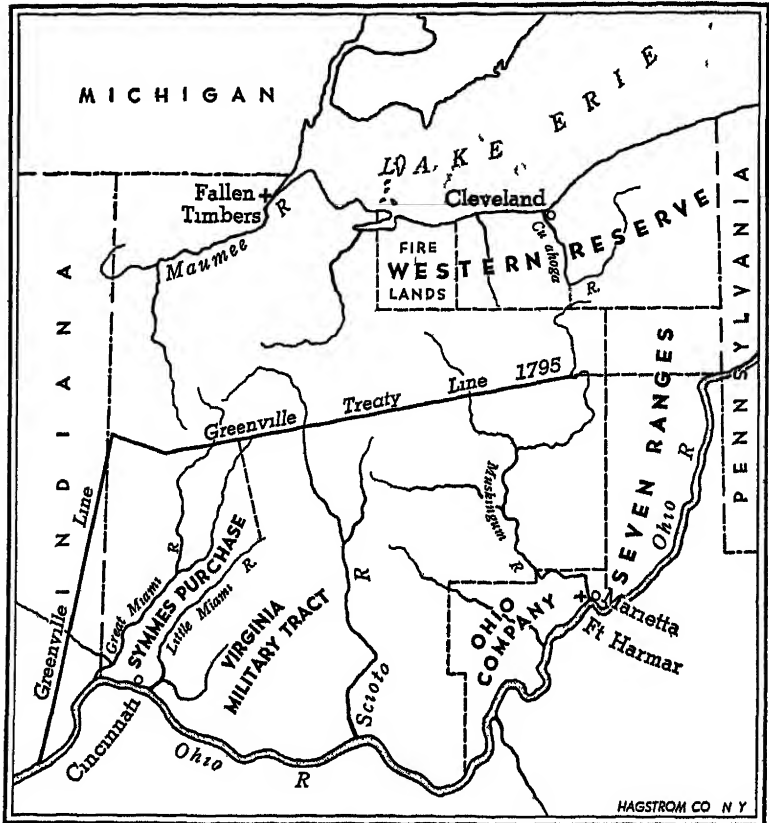 MICHIGAN
LAKE ERIE
Fallen
Timbers
Maumee R
Cleveland
Cuyahoga R.
FIRE
LANDS
WESTERN RESERVE
PENNSYLVANIA
INDIANA
Greenville Treaty Line 1795
Greenville Line
SEVEN RANGES
Ohio R
Muskingum R
Great Miami R
SYMMES PURCHASE
Little Miami R
VIRGINIA
MILITARY TRACT
Scioto R
OHIO
COMPANY
Marietta
Ft Harmar
Cincinnati
Ohio R
HAGSTROM CO N Y